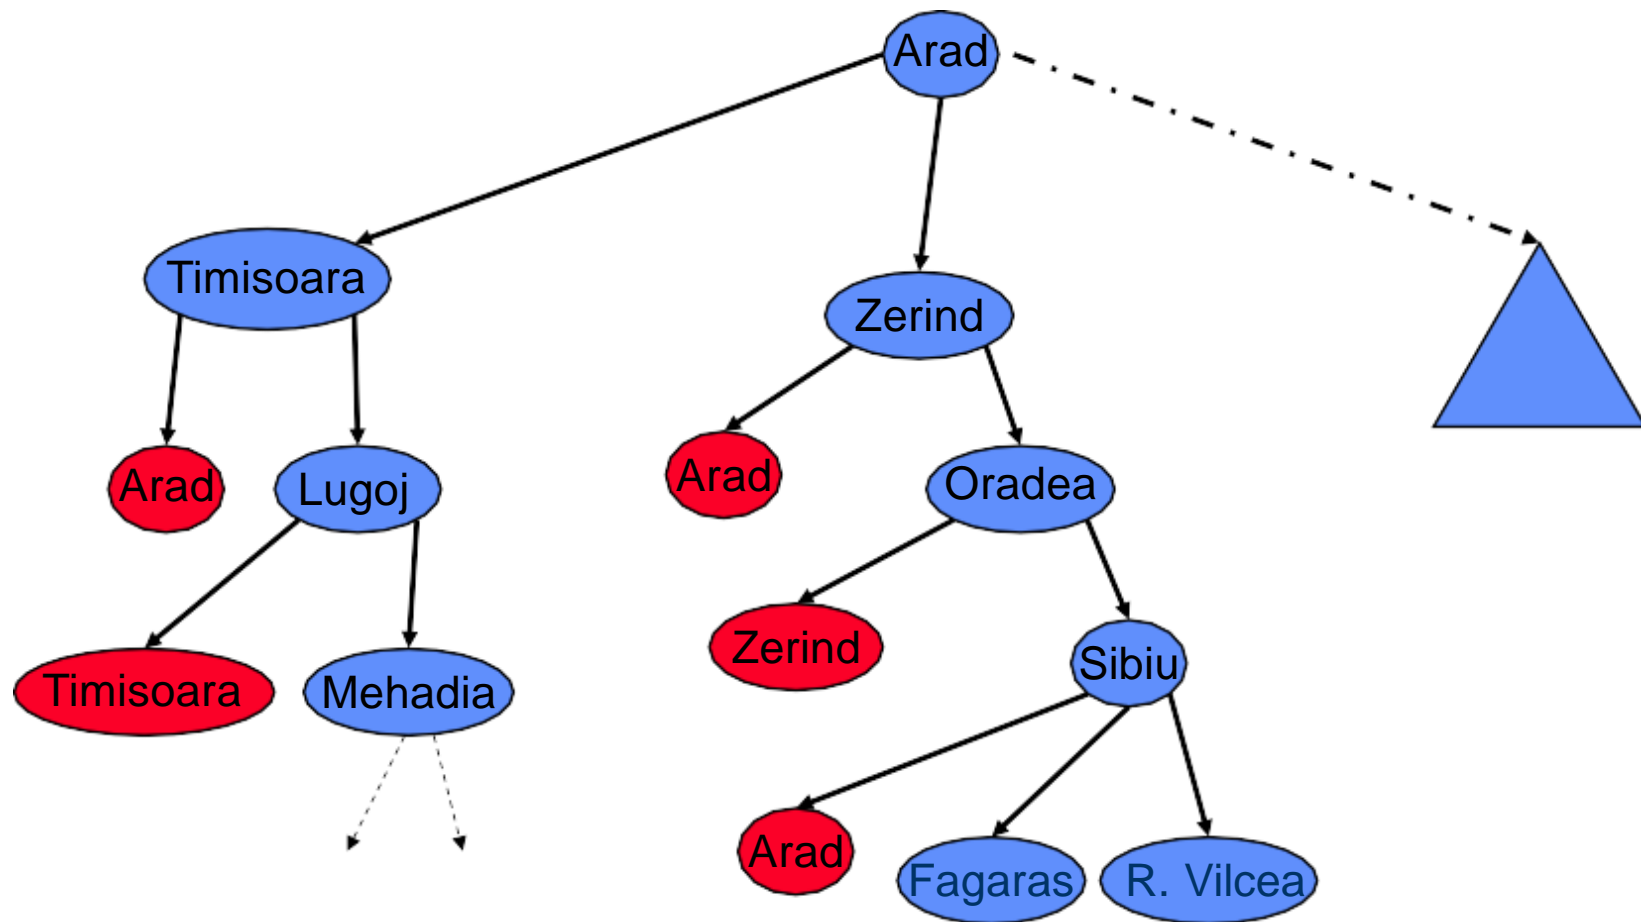 Arad
Timisoara
Zerind
Arad
Lugoj
Arad
Oradea
Timisoara
Mehadia
Zerind
Sibiu
Arad
Fagaras
R. Vilcea